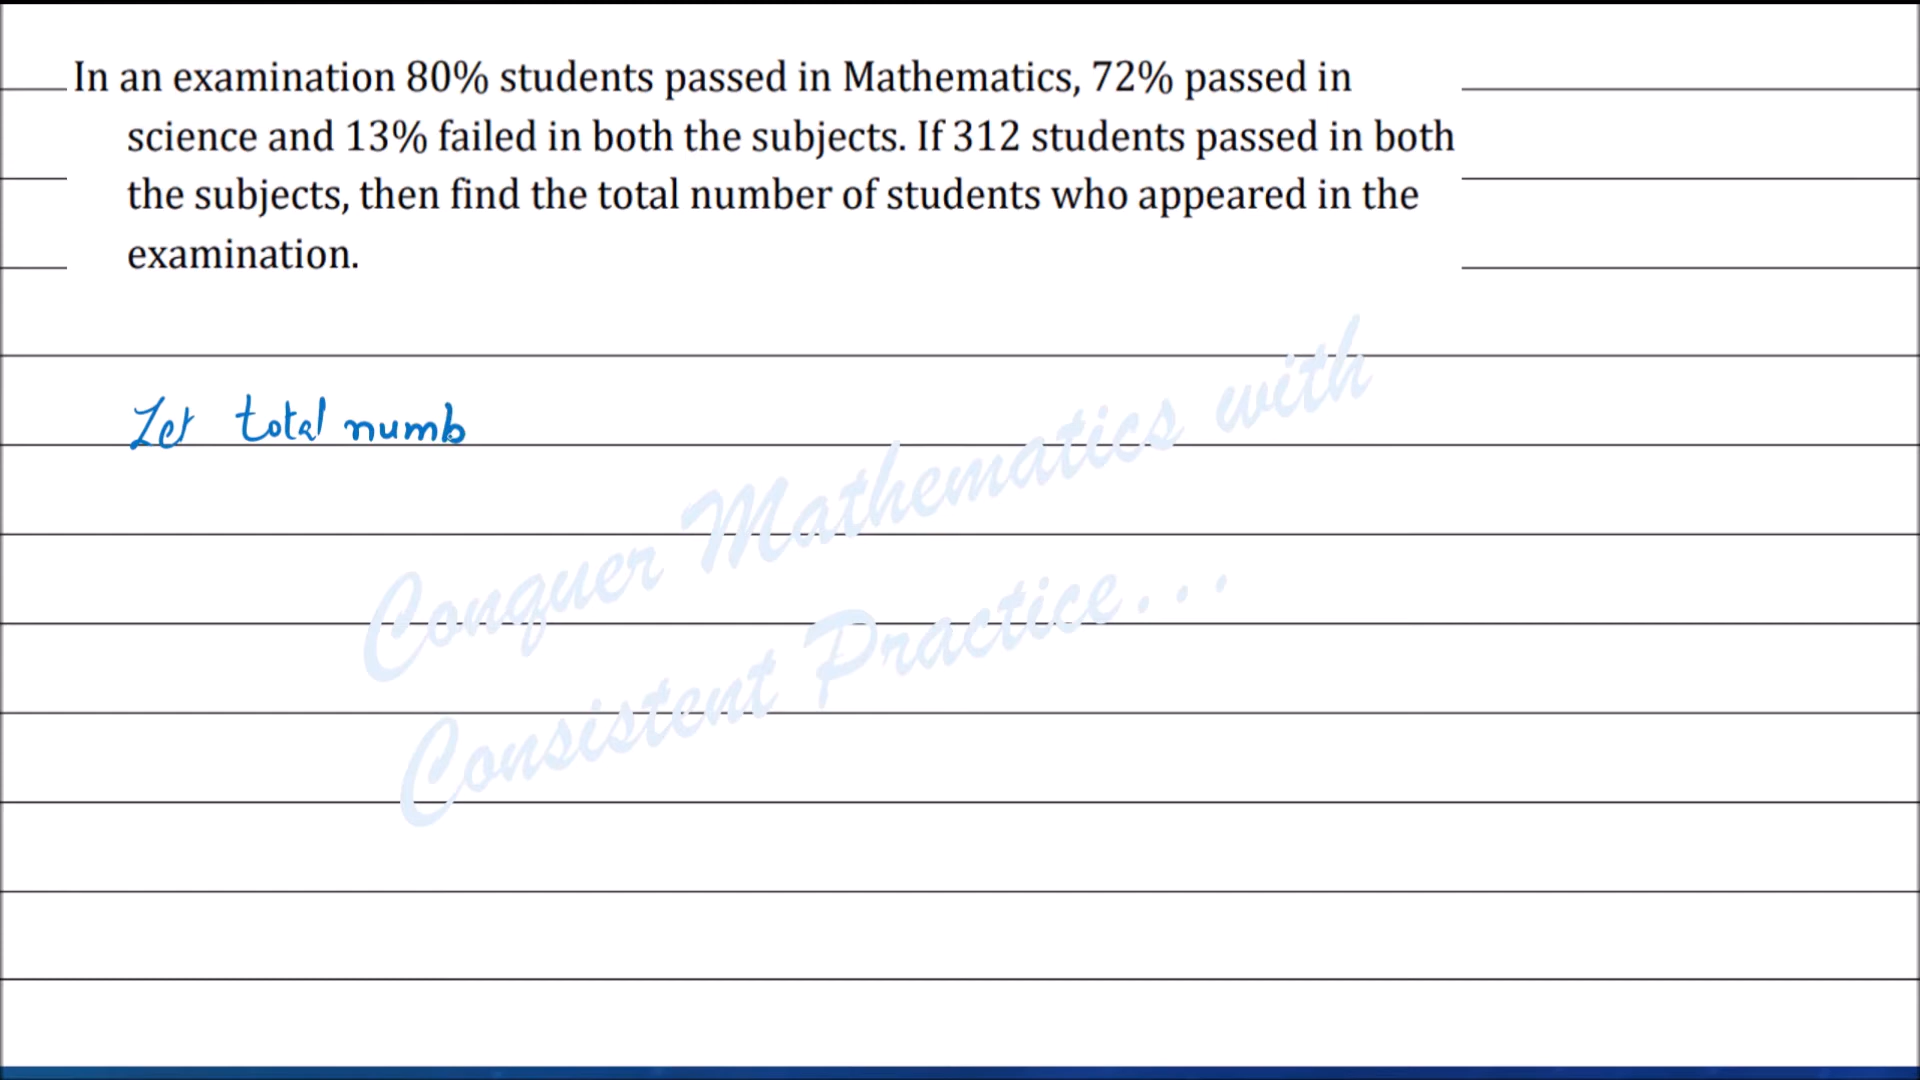 In an examination 80% students passed in Mathematics, 72% passed in
science and 13% failed in both the subjects. If 312 students passed in both
the subjects, then find the total number of students who appeared in the
examination.
Let total numb
Conquer Mathematics with
Consistent Practice...